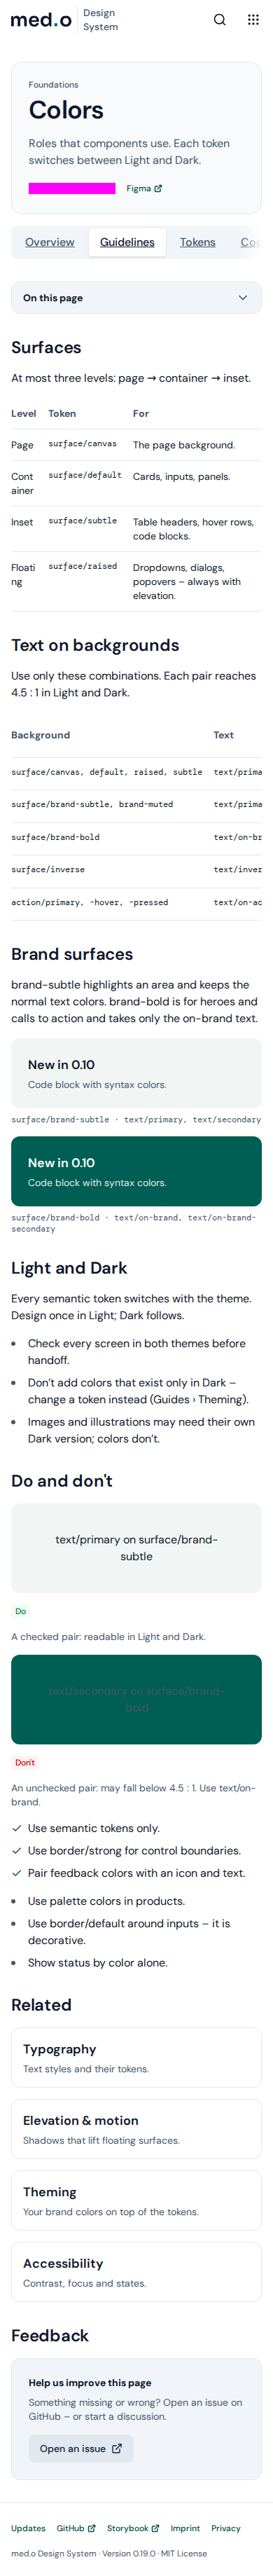 med.o
Design
System
Foundations
Colors
Roles that components use. Each token
switches between Light and Dark.
Figma
Overview
Guidelines
Tokens
On this page
Surfaces
At most three levels: page → container → inset.
Level Token For
Page surface/canvas The page background.
Cont
ainer
surface/default Cards, inputs, panels.
Inset surface/subtle Table headers, hover rows,
code blocks.
Floati
ng
surface/raised Dropdowns, dialogs,
popovers – always with
elevation.
Text on backgrounds
Use only these combinations. Each pair reaches
4.5 : 1 in Light and Dark.
Background Text
surface/canvas, default, raised, subtle text/prima
surface/brand-subtle, brand-muted text/prima
surface/brand-bold text/on-br
surface/inverse text/inver
action/primary, -hover, -pressed text/on-ac
Brand surfaces
brand-subtle highlights an area and keeps the
normal text colors. brand-bold is for heroes and
calls to action and takes only the on-brand text.
New in 0.10
Code block with syntax colors.
surface/brand-subtle · text/primary, text/secondary
New in 0.10
Code block with syntax colors.
surface/brand-bold · text/on-brand, text/on-brand-
secondary
Light and Dark
Every semantic token switches with the theme.
Design once in Light; Dark follows.
Check every screen in both themes before
handoff.
Don’t add colors that exist only in Dark –
change a token instead (Guides › Theming).
Images and illustrations may need their own
Dark version; colors don’t.
Do and don't
text/primary on surface/brand-
subtle
Do
A checked pair: readable in Light and Dark.
text/secondary on surface/brand-
bold
Don't
An unchecked pair: may fall below 4.5 : 1. Use text/on-
brand.
Use semantic tokens only.
Use border/strong for control boundaries.
Pair feedback colors with an icon and text.
Use palette colors in products.
Use border/default around inputs – it is
decorative.
Show status by color alone.
Related
Typography
Text styles and their tokens.
Elevation & motion
Shadows that lift floating surfaces.
Theming
Your brand colors on top of the tokens.
Accessibility
Contrast, focus and states.
Feedback
Help us improve this page
Something missing or wrong? Open an issue on
GitHub – or start a discussion.
Open an issue
Updates GitHub Storybook Imprint Privacy
med.o Design System · Version 0.19.0 · MIT License